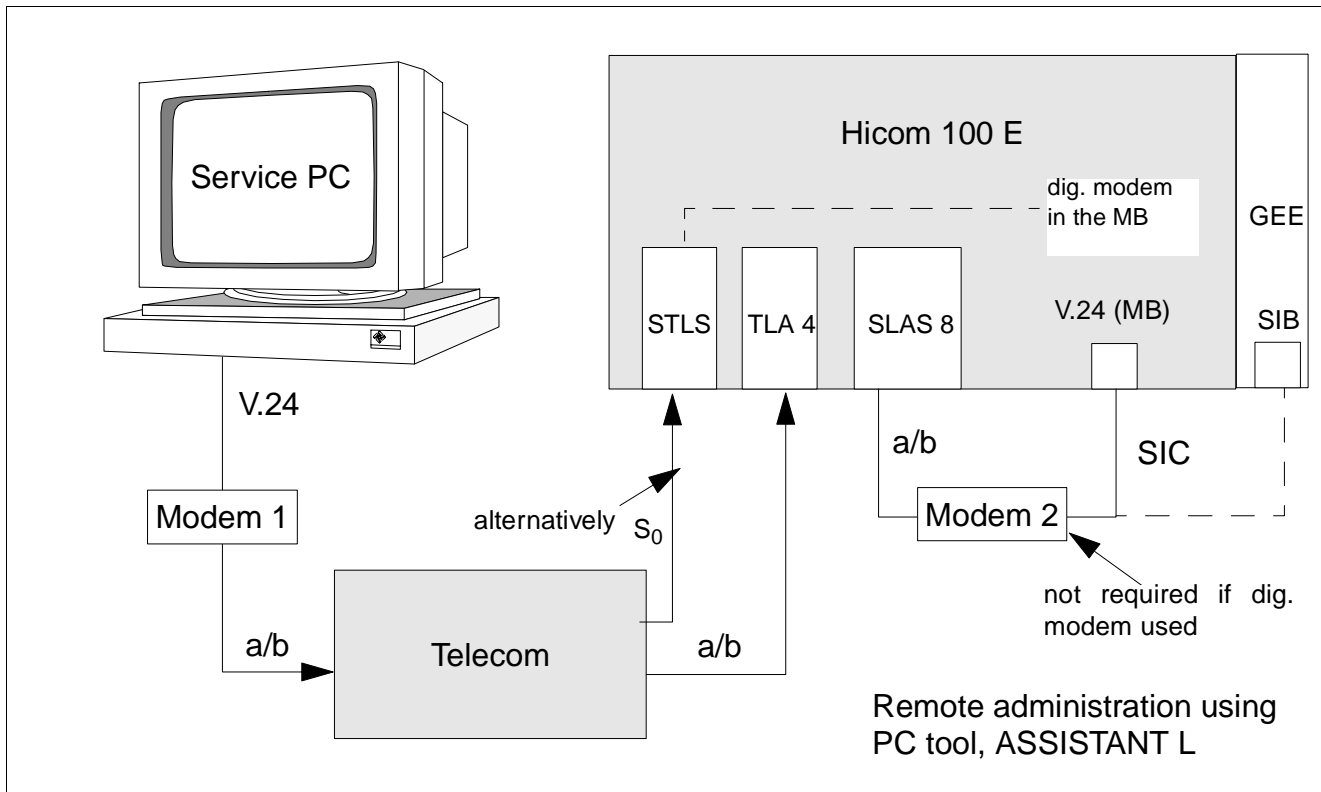 Hicom 100 E
Service PC
dig. modem
in the MB
GEE
STLS
TLA 4
SLAS 8
V.24 (MB)
SIB
V.24
a/b
SIC
Modem 1
alternatively
S0
Modem 2
not required if dig.
modem used
a/b
Telecom
a/b
Remote administration using
PC tool, ASSISTANT L